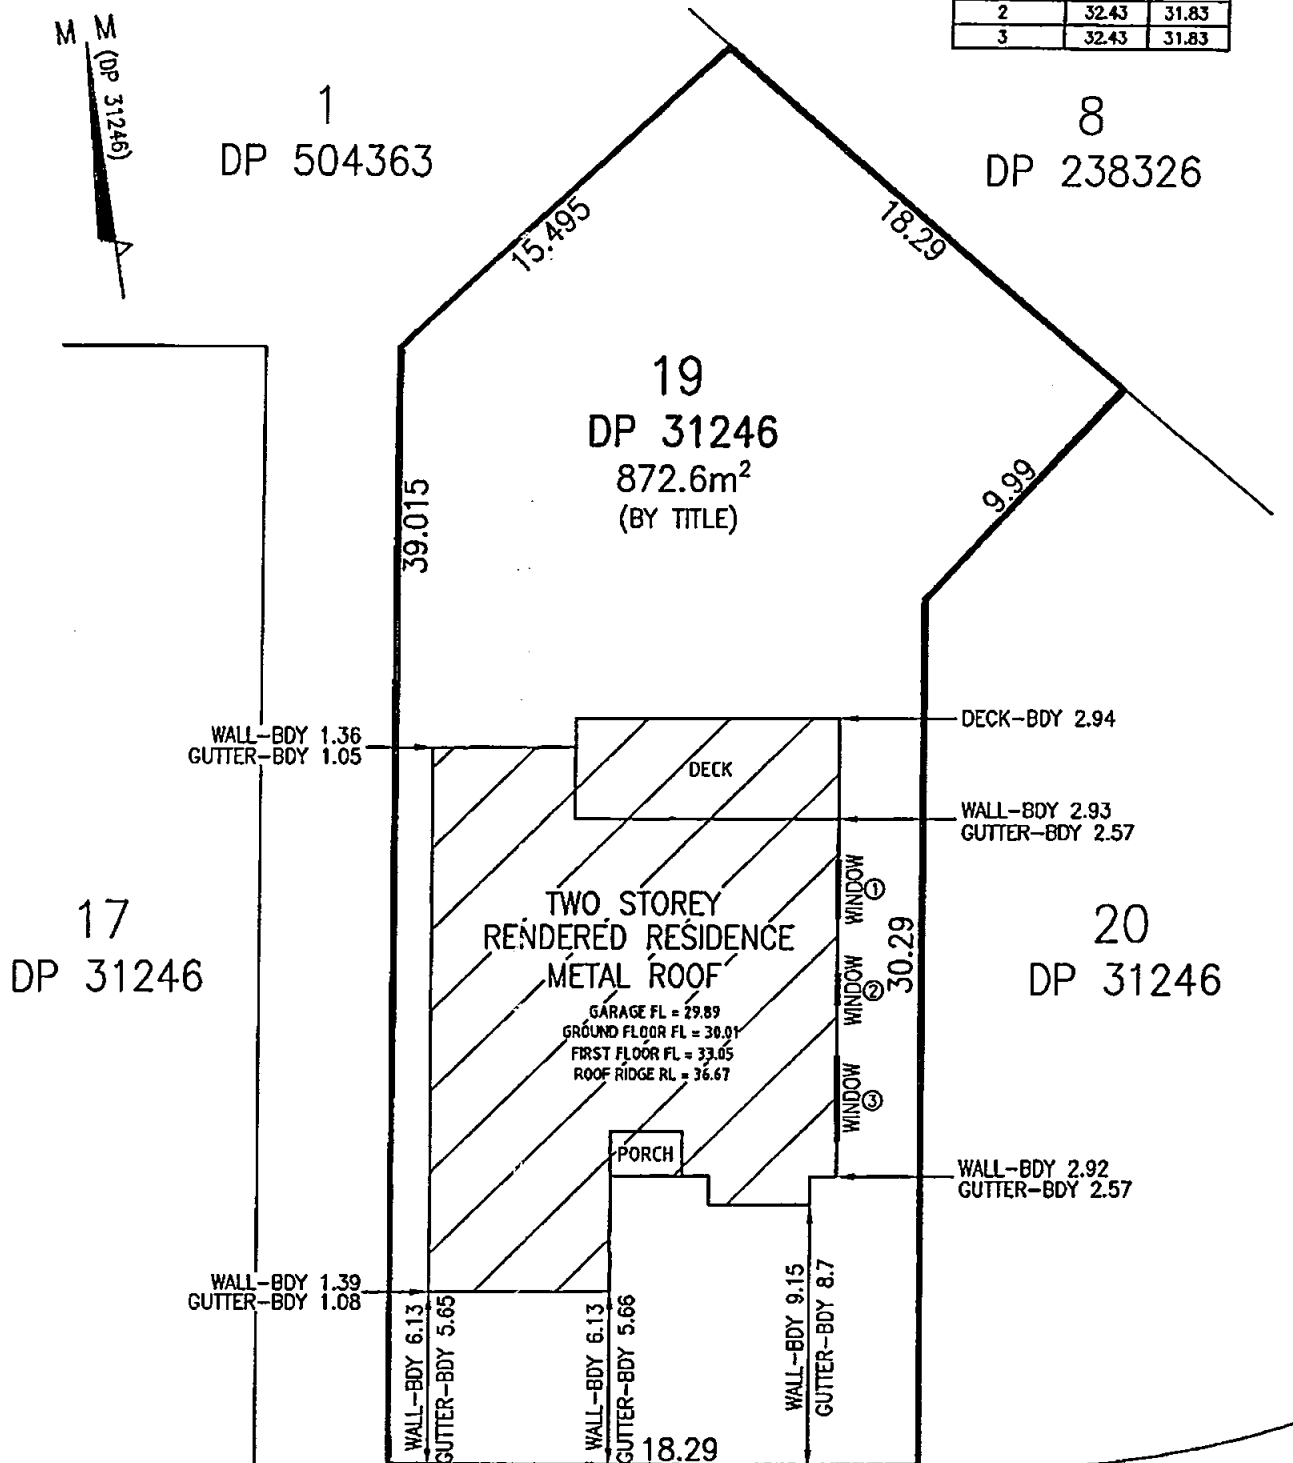 2 32.43 31.83
3 32.43 31.83
M M
(DP 31246)
1
DP 504363
8
DP 238326
15.495
18.29
19
DP 31246
872.6m²
(BY TITLE)
39.015
9.99
WALL-BDY 1.36
GUTTER-BDY 1.05
DECK-BDY 2.94
DECK
WALL-BDY 2.93
GUTTER-BDY 2.57
WINDOW ①
WINDOW ②
WINDOW ③
30.29
TWO STOREY
RENDERED RESIDENCE
METAL ROOF
GARAGE FL = 29.89
GROUND FLOOR FL = 30.01
FIRST FLOOR FL = 33.05
ROOF RIDGE RL = 36.67
17
DP 31246
20
DP 31246
PORCH
WALL-BDY 2.92
GUTTER-BDY 2.57
WALL-BDY 1.39
GUTTER-BDY 1.08
WALL-BDY 6.13
GUTTER-BDY 5.65
WALL-BDY 6.13
GUTTER-BDY 5.66
WALL-BDY 9.15
GUTTER-BDY 8.7
18.29